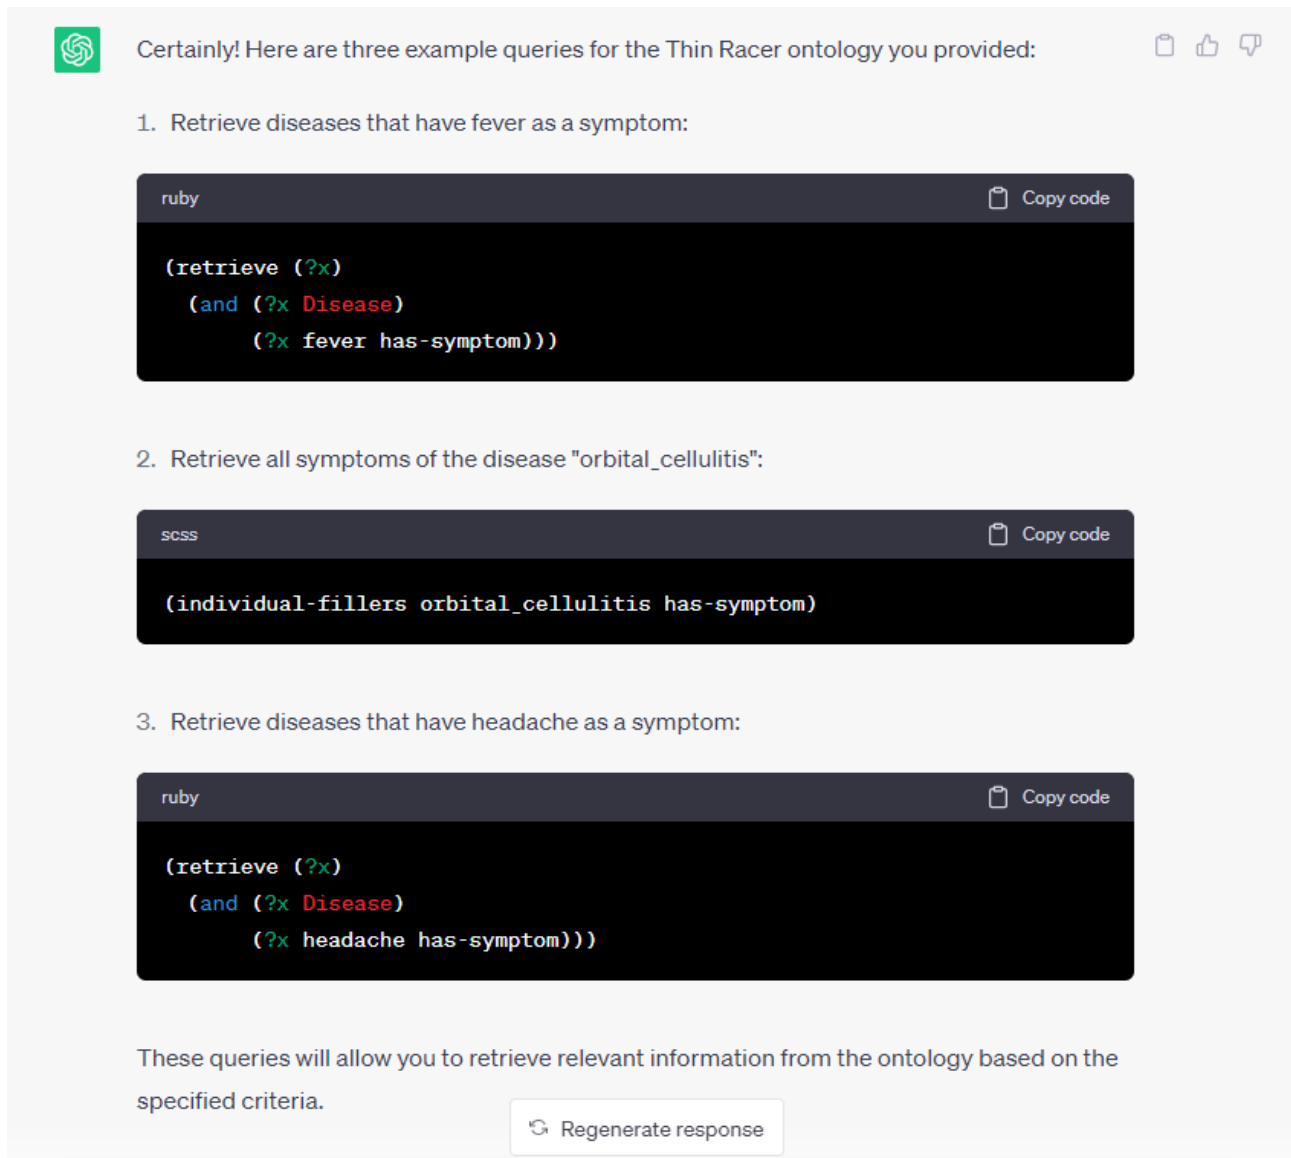 Certainly! Here are three example queries for the Thin Racer ontology you provided:
1. Retrieve diseases that have fever as a symptom:
ruby Copy code
(retrieve (?x)
(and (?x Disease)
(?x fever has-symptom)))
2. Retrieve all symptoms of the disease "orbital_cellulitis":
scss Copy code
(individual-fillers orbital_cellulitis has-symptom)
3. Retrieve diseases that have headache as a symptom:
ruby Copy code
(retrieve (?x)
(and (?x Disease)
(?x headache has-symptom)))
These queries will allow you to retrieve relevant information from the ontology based on the
specified criteria.
Regenerate response